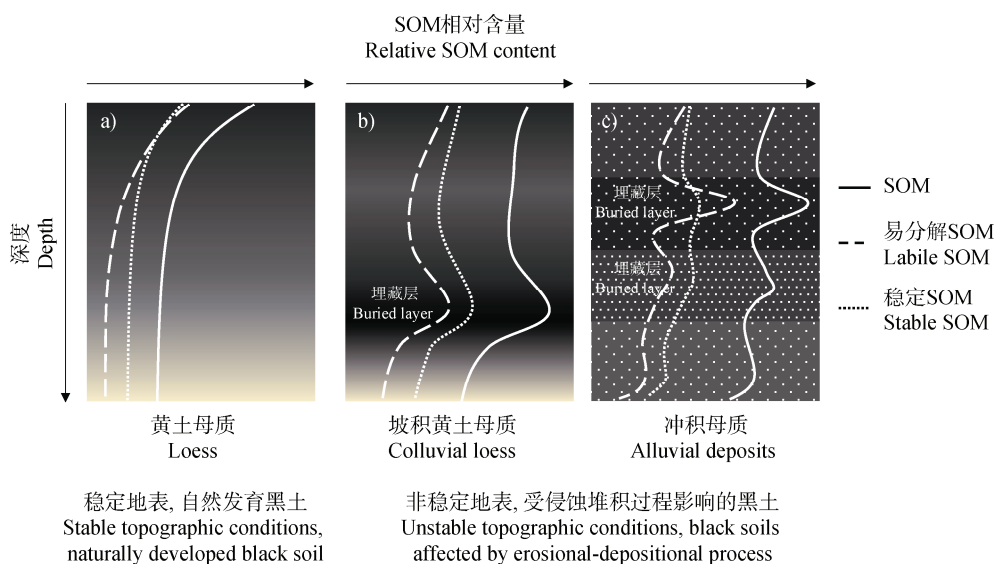 SOM相对含量
Relative SOM content
深度
Depth
a)
b)
埋藏层
Buried layer
c)
埋藏层
Buried layer
埋藏层
Buried layer
SOM
易分解SOM
Labile SOM
稳定SOM
Stable SOM
黄土母质
Loess
坡积黄土母质
Colluvial loess
冲积母质
Alluvial deposits
稳定地表, 自然发育黑土
Stable topographic conditions,
naturally developed black soil
非稳定地表, 受侵蚀堆积过程影响的黑土
Unstable topographic conditions, black soils
affected by erosional-depositional process